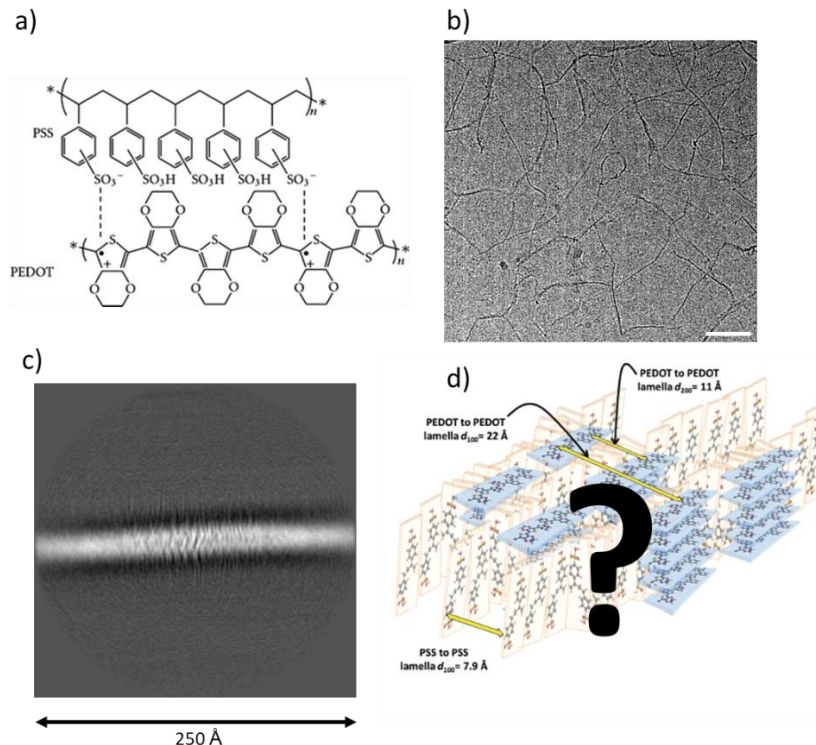 a)
b)
*
n
*
PSS
SO₃⁻
SO₃H
SO₃H
SO₃H
SO₃⁻
O
O
O
O
O
O
S
S
S
*
*
PEDOT
+
S
S
+
S
n
O
O
O
O
O
O
c)
d)
PEDOT to PEDOT
lamella d₂₀₀= 11 Å
PEDOT to PEDOT
lamella d₁₀₀= 22 Å
?
PSS to PSS
lamella d₁₀₀= 7.9 Å
250 Å